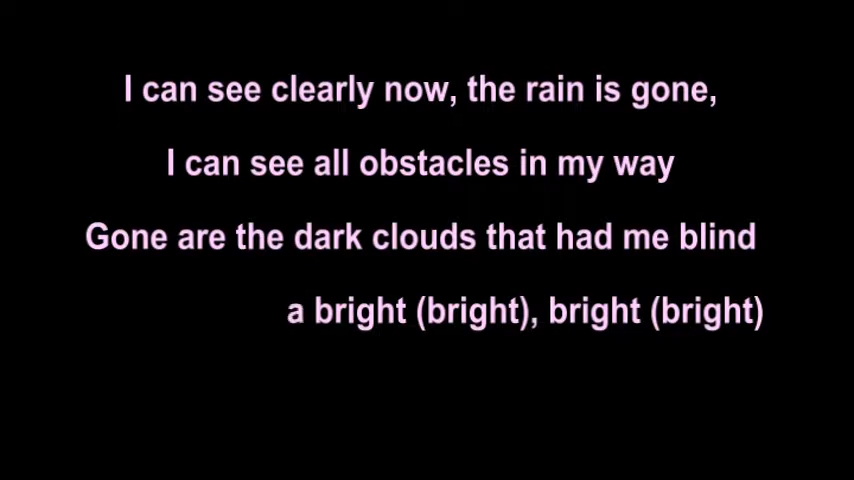 I can see clearly now, the rain is gone,
I can see all obstacles in my way
Gone are the dark clouds that had me blind
a bright (bright), bright (bright)